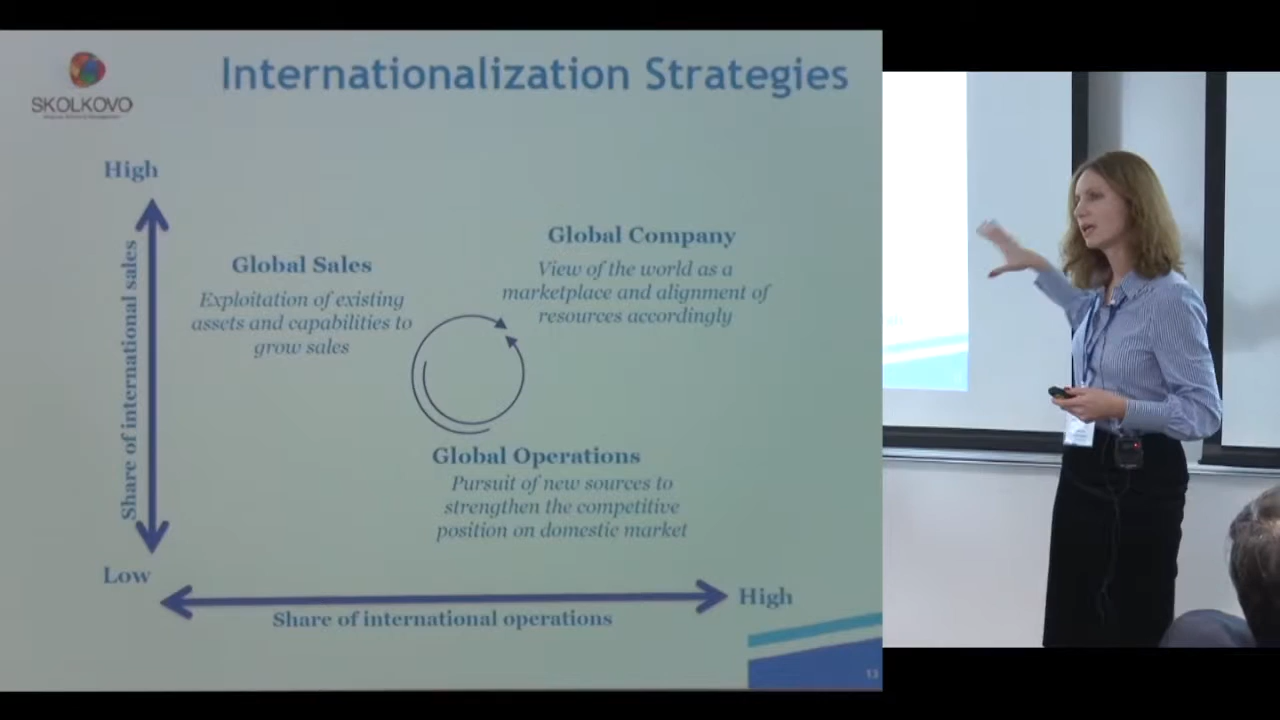 Internationalization Strategies
SKOLKOVO
High
Share of international sales
Global Sales
Exploitation of existing
assets and capabilities to
grow sales
Global Company
View of the world as a
marketplace and alignment of
resources accordingly
Global Operations
Pursuit of new sources to
strengthen the competitive
position on domestic market
Low
High
Share of international operations
13